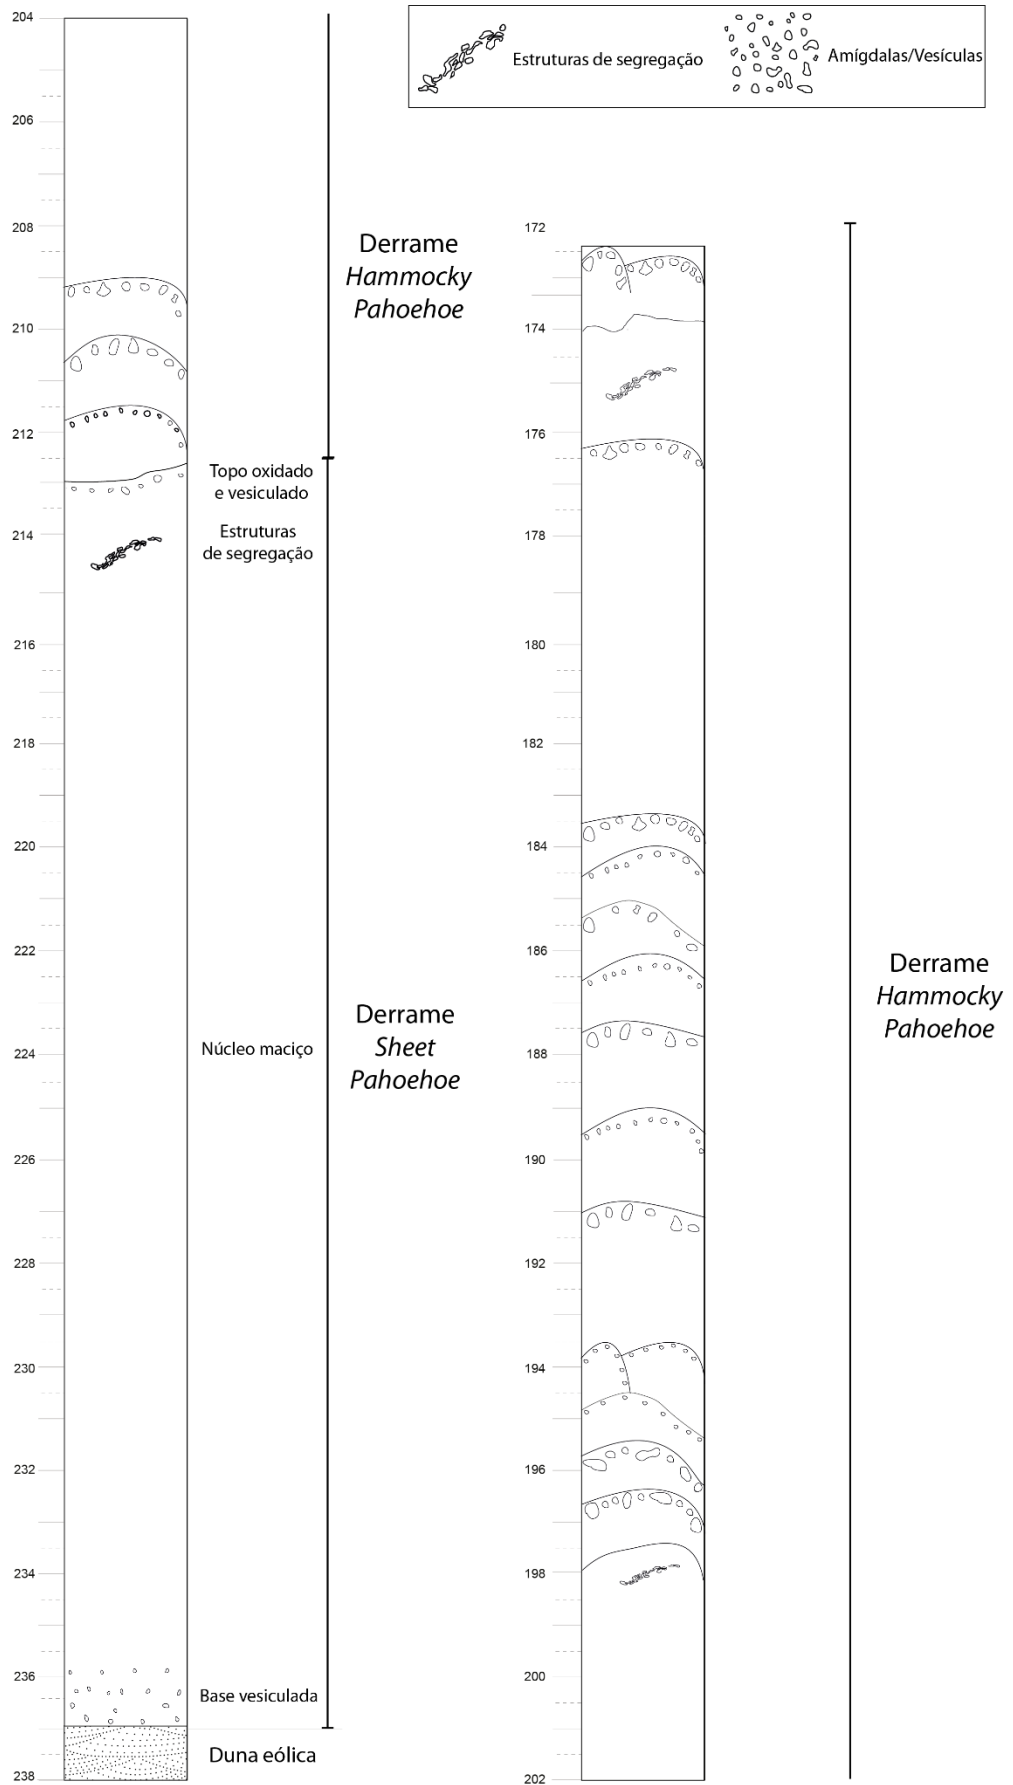 Estruturas de segregação
Amígdalas/Vesículas
204
206
208
210
212
214
216
218
220
222
224
226
228
230
232
234
236
238
Derrame
Hammocky
Pahoehoe
Topo oxidado
e vesiculado
Estruturas
de segregação
Núcleo maciço
Derrame
Sheet
Pahoehoe
Base vesiculada
Duna eólica
172
174
176
178
180
182
184
186
188
190
192
194
196
198
200
202
Derrame
Hammocky
Pahoehoe